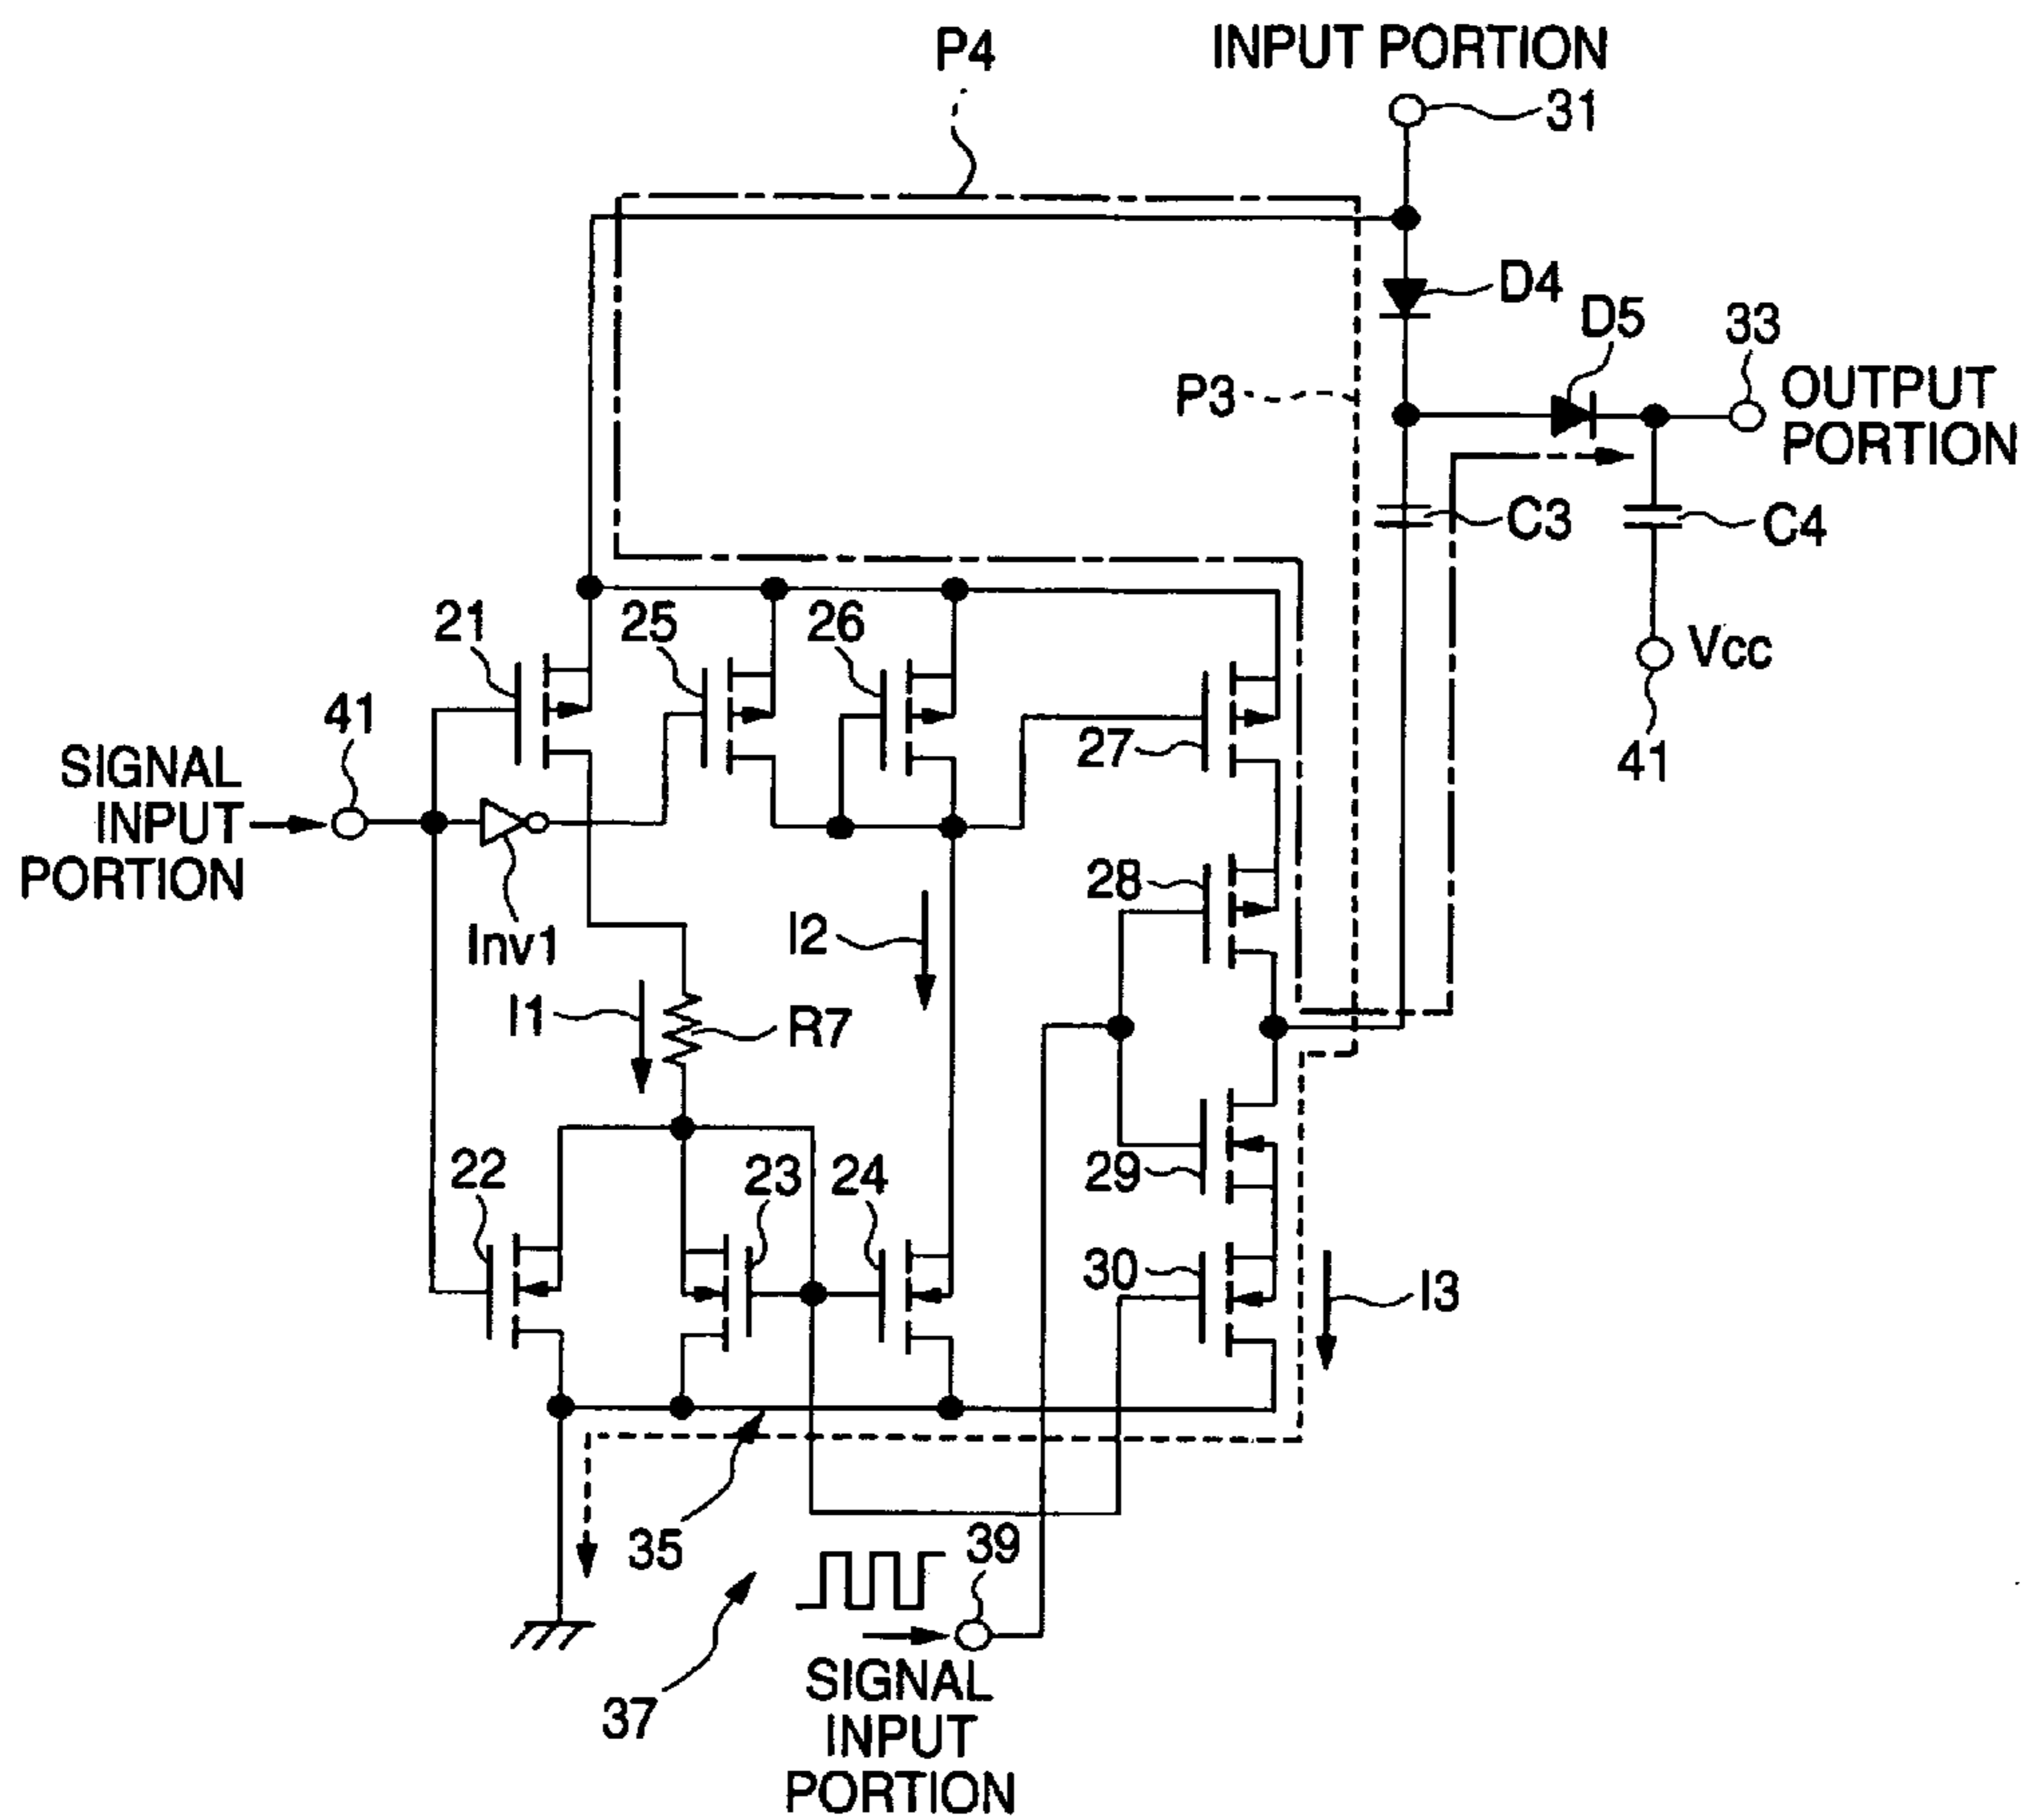 P4
INPUT PORTION
31
D4
D5
33
OUTPUT
PORTION
P3
C3
C4
Vcc
41
21
25
26
27
41
SIGNAL
INPUT
PORTION
Inv1
28
I2
I1
R7
22
23
24
29
30
I3
35
39
37
SIGNAL
INPUT
PORTION